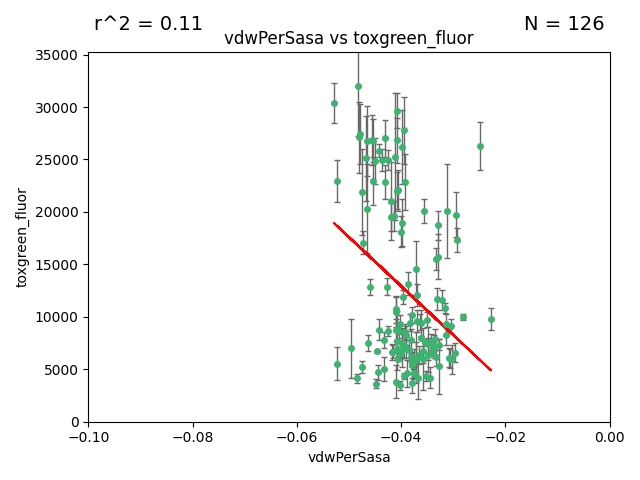 r^2 = 0.11
N = 126
vdwPerSasa vs toxgreen_fluor
35000
30000
25000
20000
15000
10000
5000
0
toxgreen_fluor
−0.10
−0.08
−0.06
−0.04
−0.02
0.00
vdwPerSasa